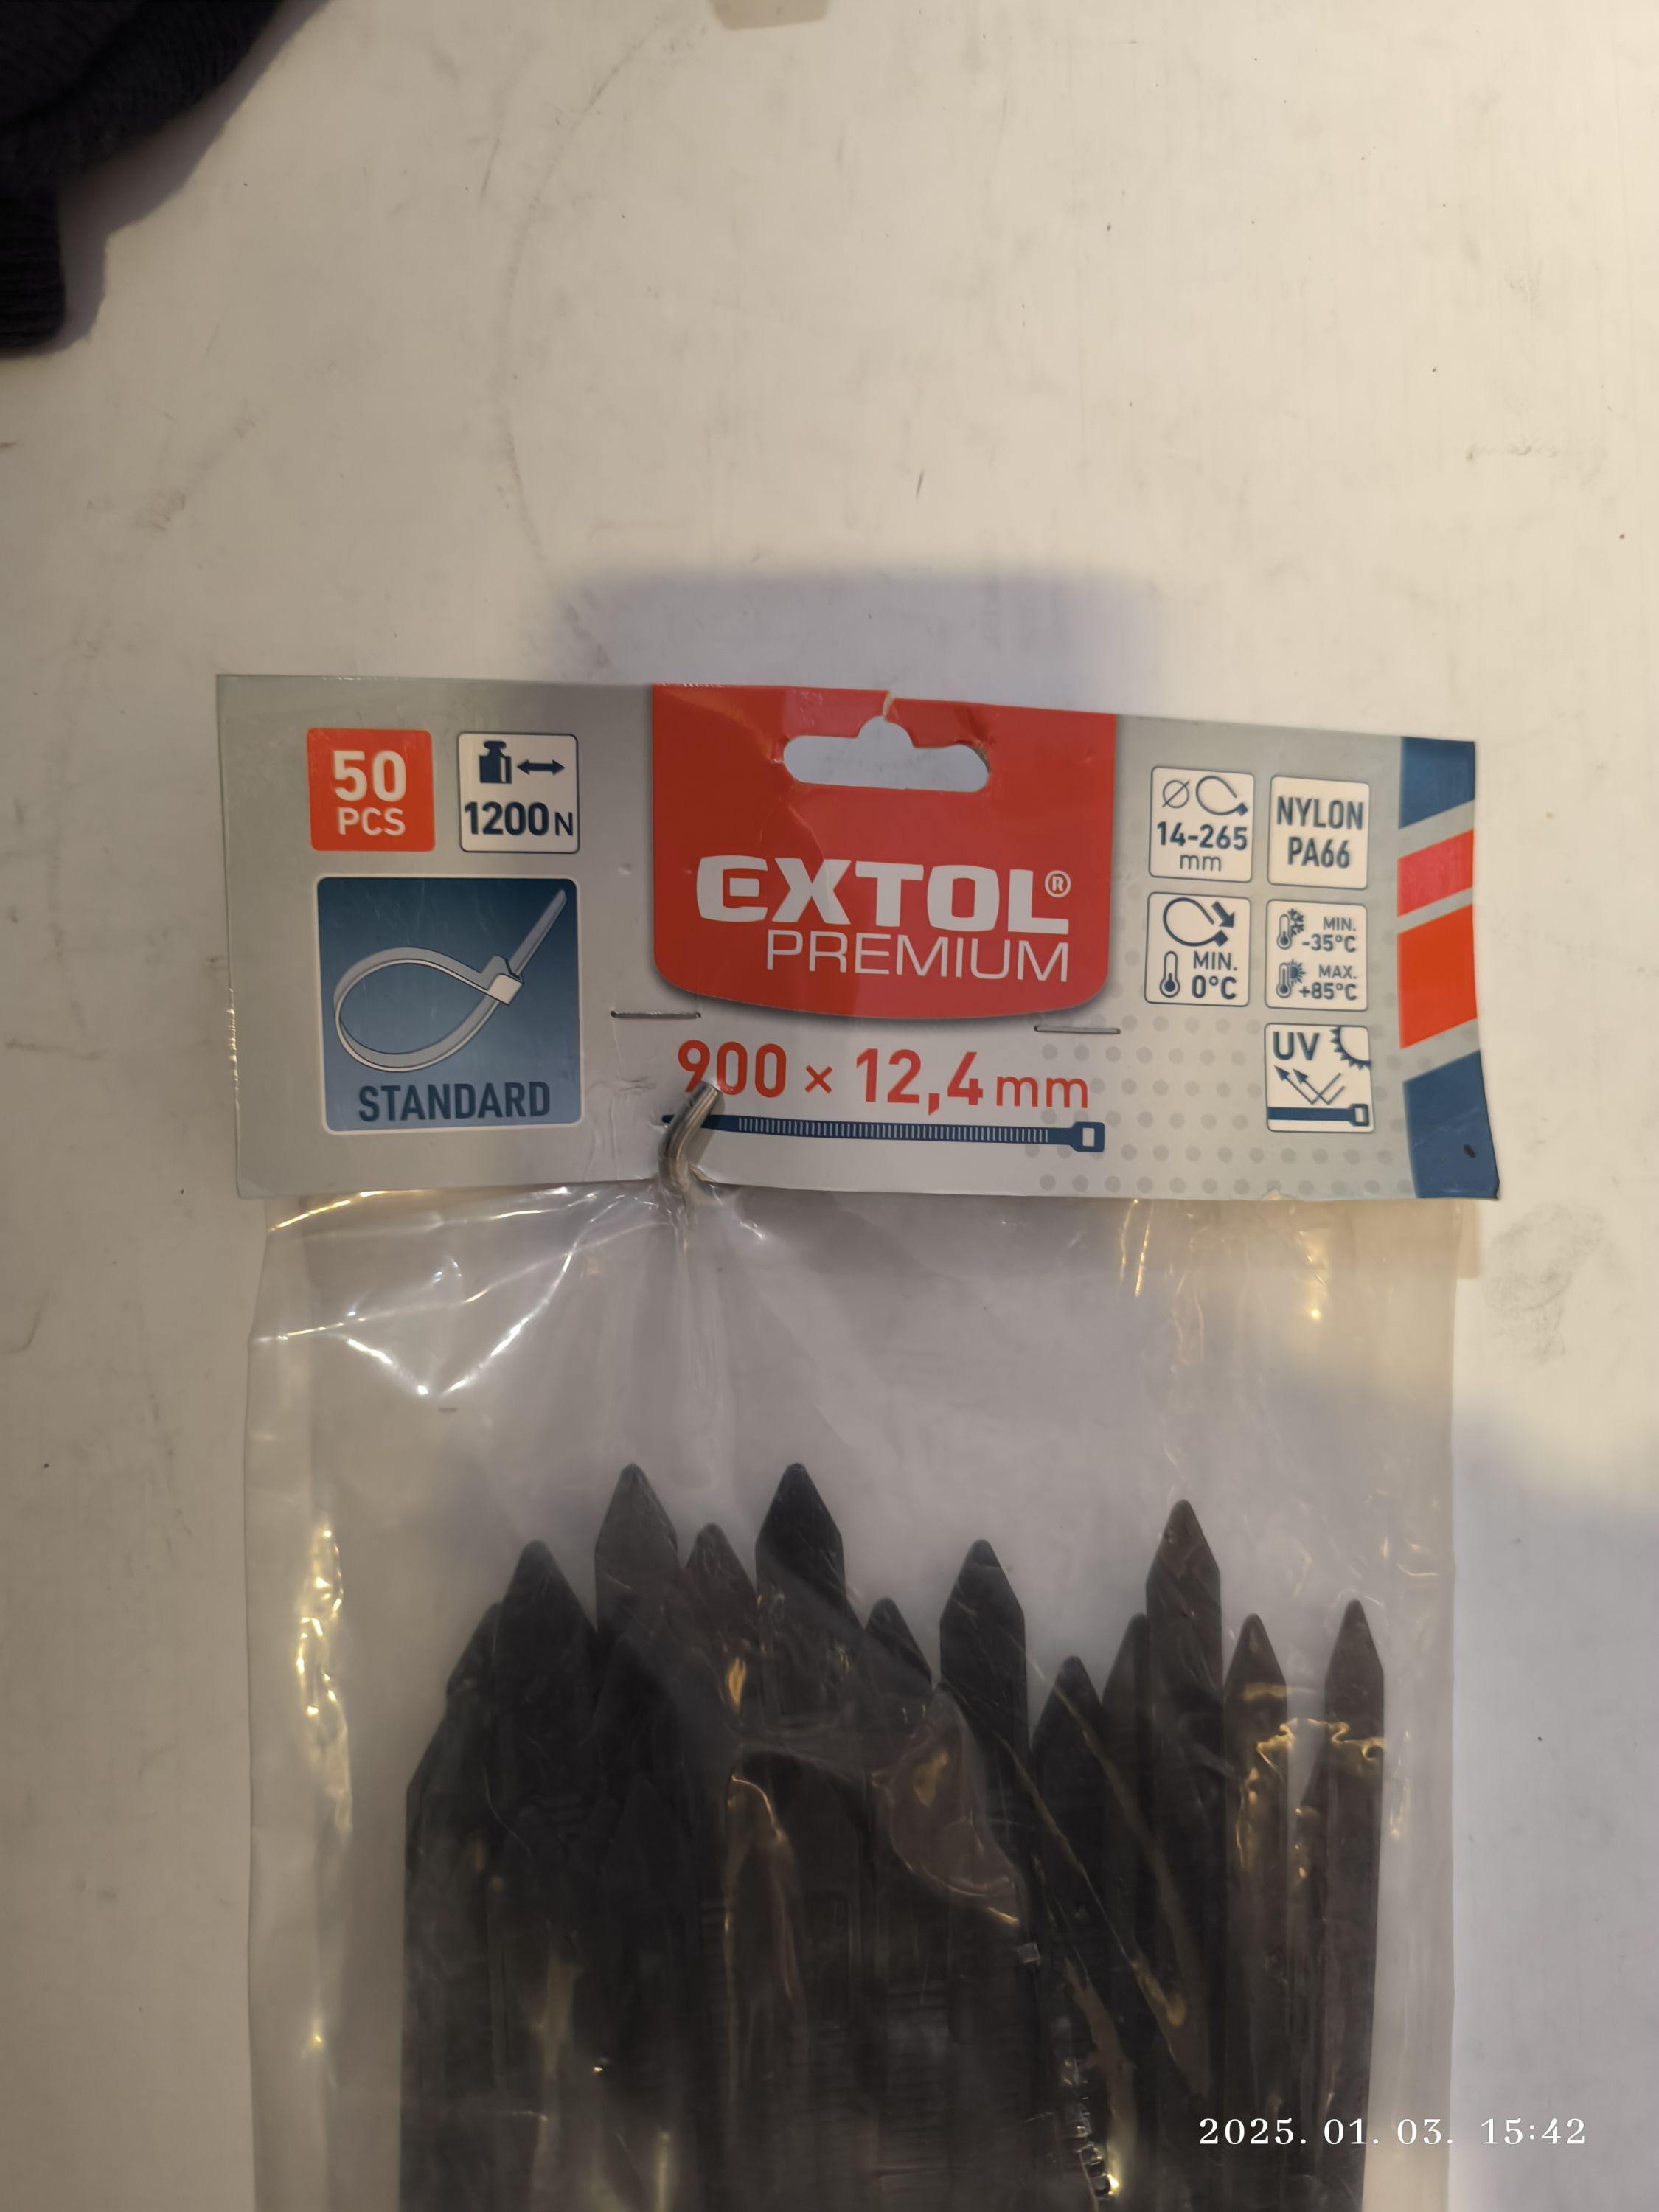 50
PCS
1200 N
STANDARD
EXTOL®
PREMIUM
900 × 12,4 mm
14-265
mm
NYLON
PA66
MIN.
0°C
MIN.
-35°C
MAX.
+85°C
UV
2025. 01. 03. 15:42